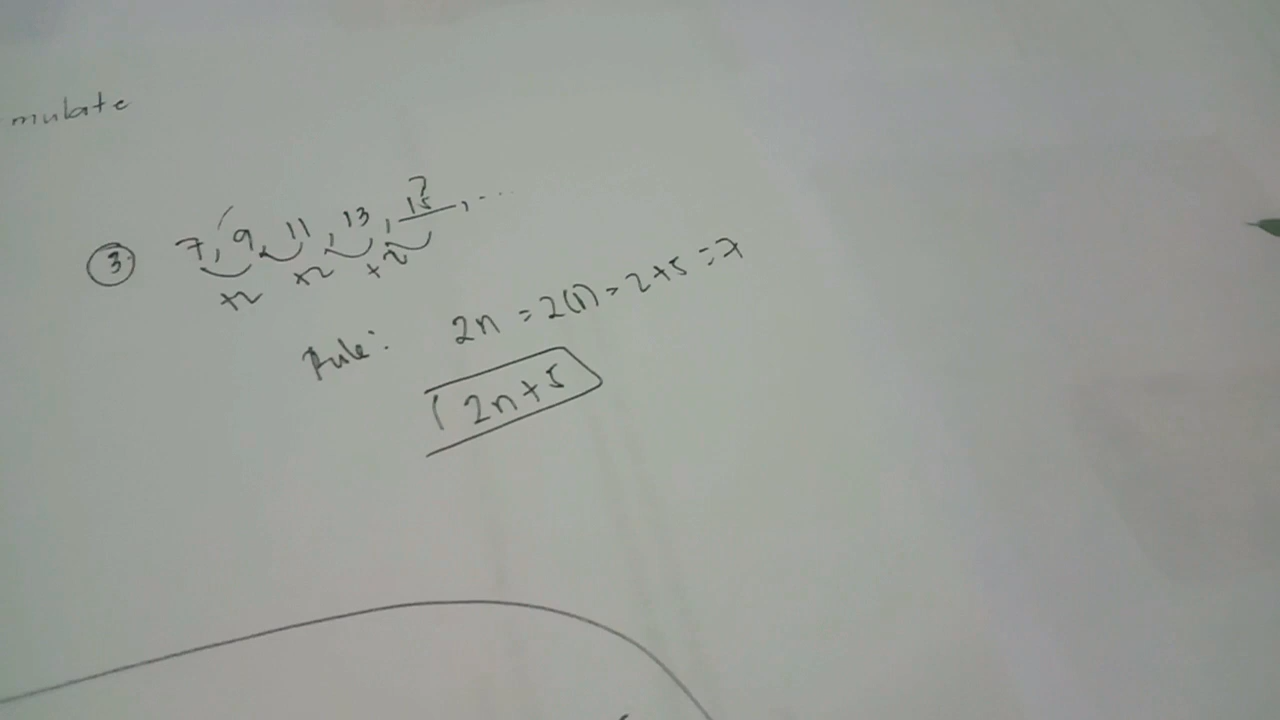 mulate
③ 7, 9, 11, 13, 15, ...
?
+2 +2 +2
Rule: 2n = 2(1) = 2+5 = 7
2n+5